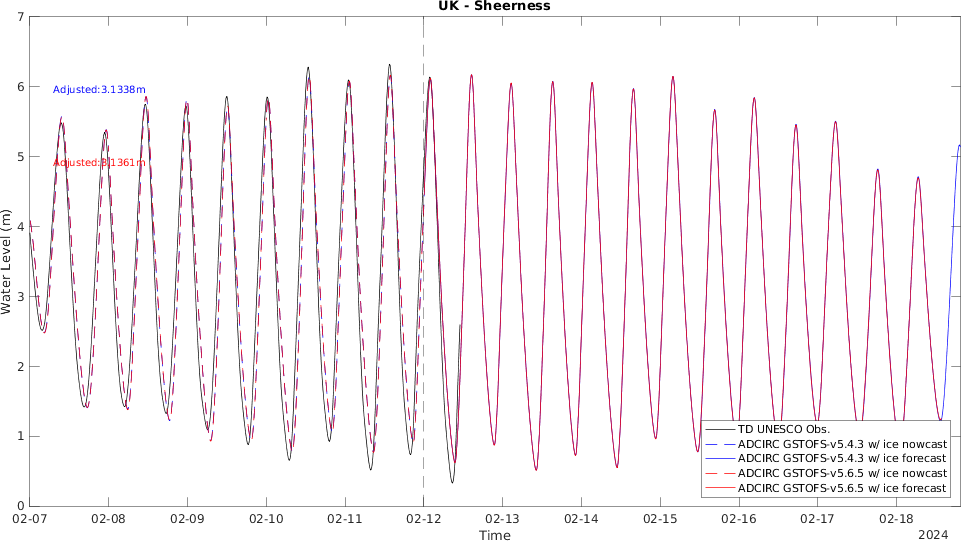 UK - Sheerness
7
6
5
4
3
2
1
0
Water Level (m)
Adjusted:3.1338m
Adjusted:3.1361m
TD UNESCO Obs.
ADCIRC GSTOFS-v5.4.3 w/ ice nowcast
ADCIRC GSTOFS-v5.4.3 w/ ice forecast
ADCIRC GSTOFS-v5.6.5 w/ ice nowcast
ADCIRC GSTOFS-v5.6.5 w/ ice forecast
02-07 02-08 02-09 02-10 02-11 02-12 02-13 02-14 02-15 02-16 02-17 02-18
Time
2024